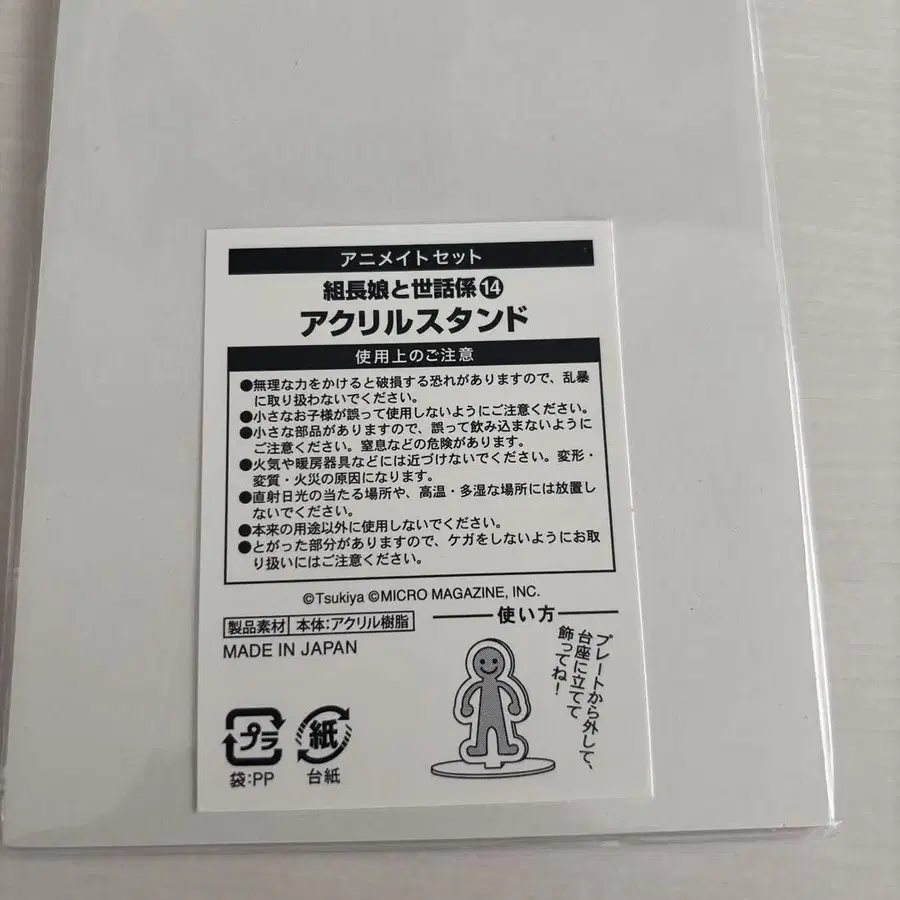 アニメイトセット
組長娘と世話係⑭
アクリルスタンド
使用上のご注意
●無理な力をかけると破損する恐れがありますので、乱暴
に取り扱わないでください。
●小さなお子様が誤って使用しないようにご注意ください。
●小さな部品がありますので、誤って飲み込まないように
ご注意ください。窒息などの危険があります。
●火気や暖房器具などには近づけないでください。変形・
変質・火災の原因になります。
●直射日光の当たる場所や、高温・多湿な場所には放置し
ないでください。
●本来の用途以外に使用しないでください。
●とがった部分がありますので、ケガをしないようにお取
り扱いにはご注意ください。
©Tsukiya ©MICRO MAGAZINE, INC.
製品素材 本体:アクリル樹脂
MADE IN JAPAN
使い方
プレートから外して、
台座に立てて
飾ってね!
プラ
袋:PP
紙
台紙